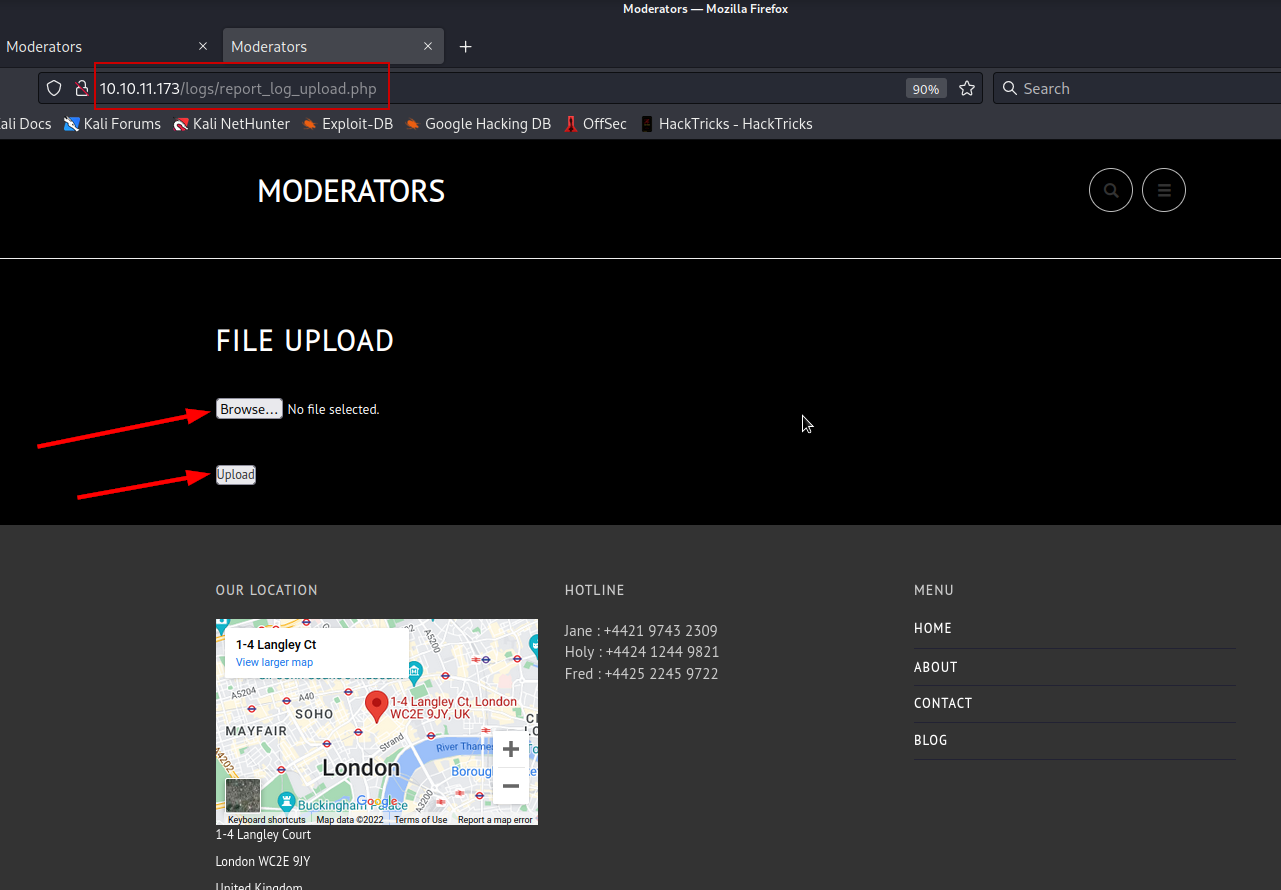 Moderators — Mozilla Firefox
Moderators
Moderators
10.10.11.173/logs/report_log_upload.php
90%
Search
ali Docs
Kali Forums
Kali NetHunter
Exploit-DB
Google Hacking DB
OffSec
HackTricks - HackTricks
MODERATORS
FILE UPLOAD
Browse... No file selected.
Upload
OUR LOCATION
1-4 Langley Ct
View larger map
A5200
A5204
A40
SOHO
MAYFAIR
1-4 Langley Ct, London
WC2E 9JY, UK
Strand
River Thames
London
A4202
A3200
Buckingham Palace
Google
Keyboard shortcuts
Map data ©2022
Terms of Use
Report a map error
1-4 Langley Court
London WC2E 9JY
United Kingdom
HOTLINE
Jane : +4421 9743 2309
Holy : +4424 1244 9821
Fred : +4425 2245 9722
MENU
HOME
ABOUT
CONTACT
BLOG